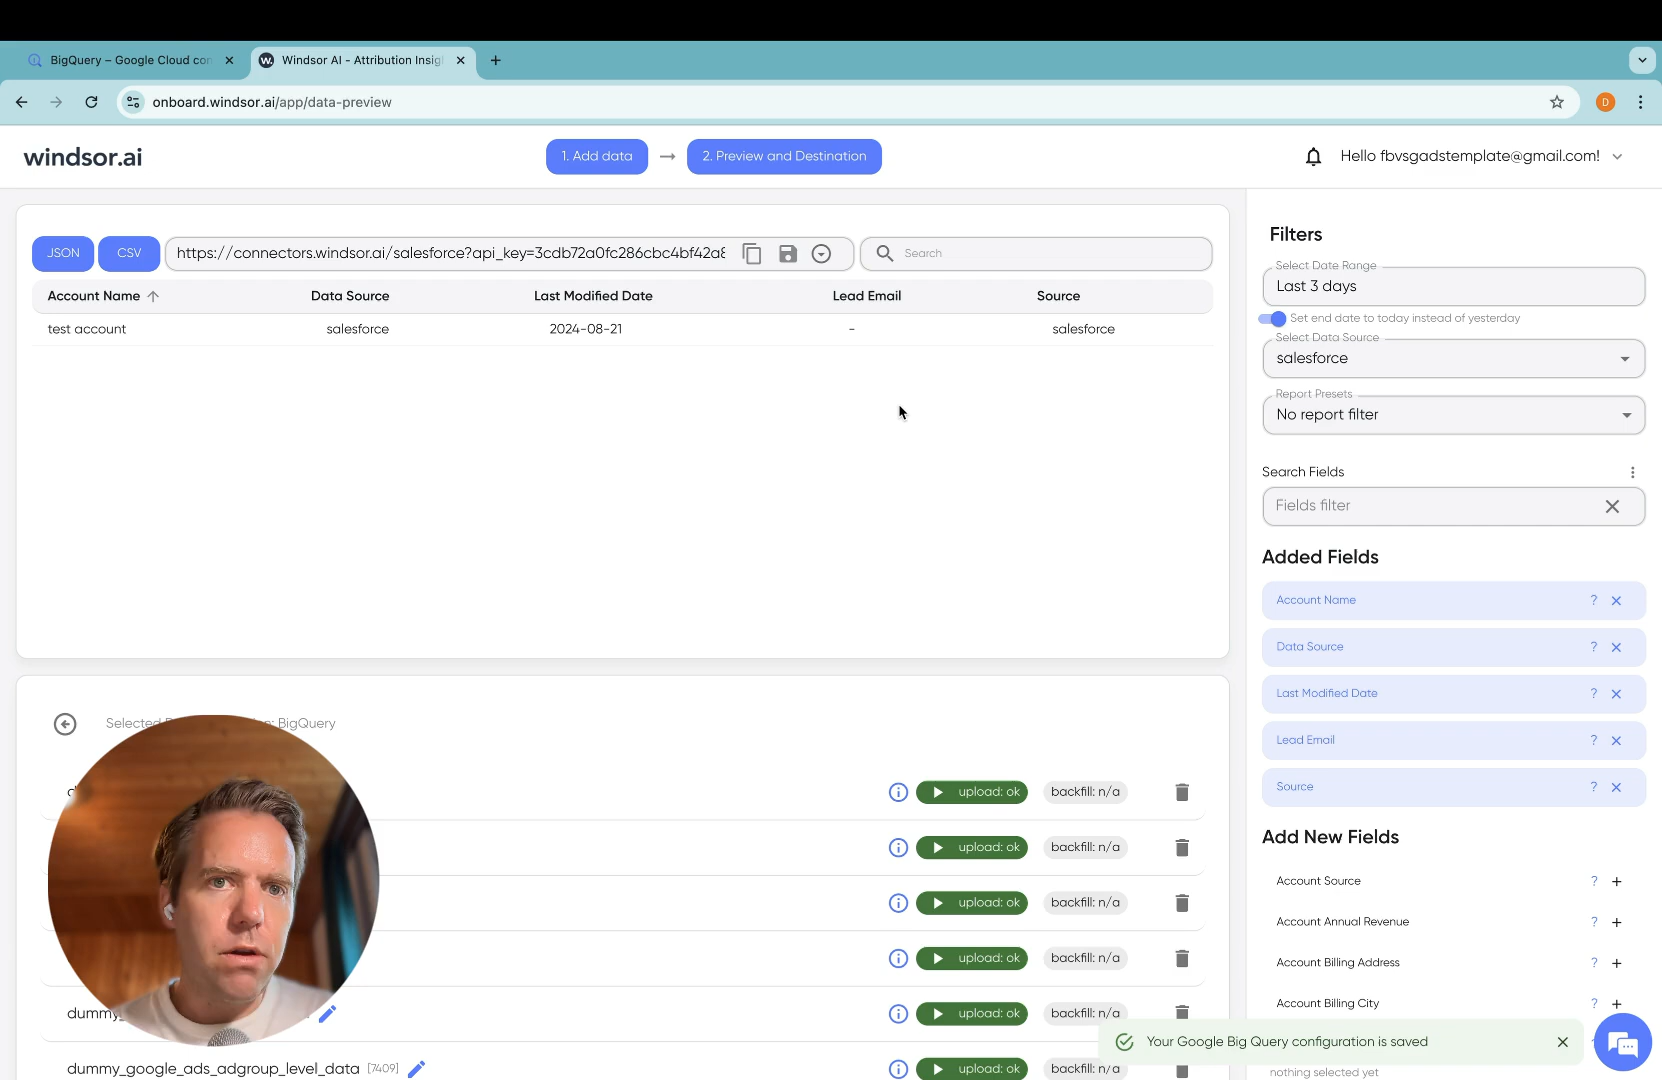 BigQuery – Google Cloud con
Windsor AI - Attribution Insig
onboard.windsor.ai/app/data-preview
D
windsor.ai
1. Add data → 2. Preview and Destination
Hello fbvsgadstemplate@gmail.com!
JSON CSV https://connectors.windsor.ai/salesforce?api_key=3cdb72a0fc286cbc4bf42a8 Search
Account Name Data Source Last Modified Date Lead Email Source
test account salesforce 2024-08-21 - salesforce
Selected : BigQuery
upload: ok backfill: n/a
upload: ok backfill: n/a
upload: ok backfill: n/a
upload: ok backfill: n/a
dummy_ upload: ok backfill: n/a
dummy_google_ads_adgroup_level_data [7409] upload: ok
Filters
Select Date Range
Last 3 days
Set end date to today instead of yesterday
Select Data Source
salesforce
Report Presets
No report filter
Search Fields
Fields filter
Added Fields
Account Name ?
Data Source ?
Last Modified Date ?
Lead Email ?
Source ?
Add New Fields
Account Source ? +
Account Annual Revenue ? +
Account Billing Address ? +
Account Billing City ? +
Your Google Big Query configuration is saved
nothing selected yet